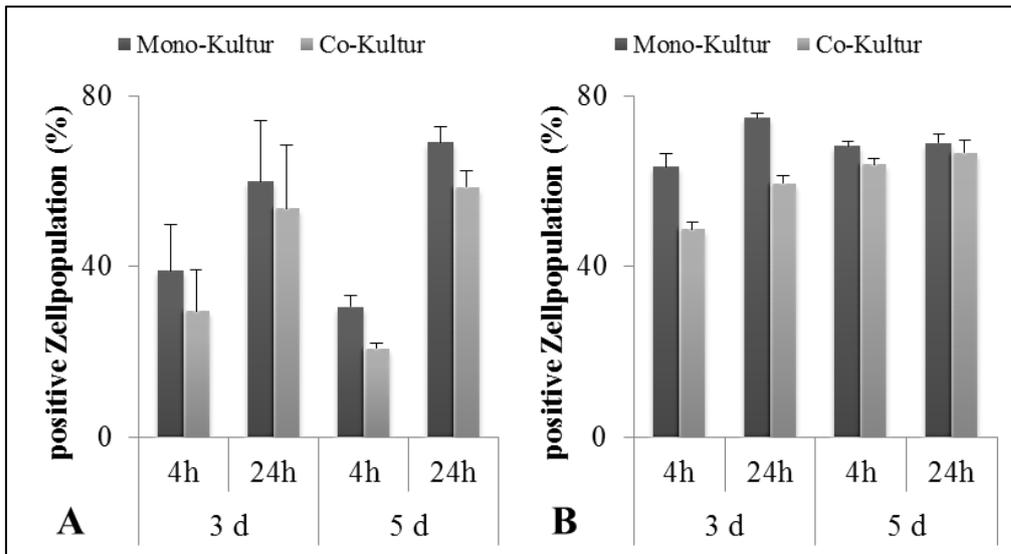 Mono-Kultur Co-Kultur
positive Zellpopulation (%)
80
40
0
4h 24h 4h 24h
3 d 5 d
A
Mono-Kultur Co-Kultur
positive Zellpopulation (%)
80
40
0
4h 24h 4h 24h
3 d 5 d
B